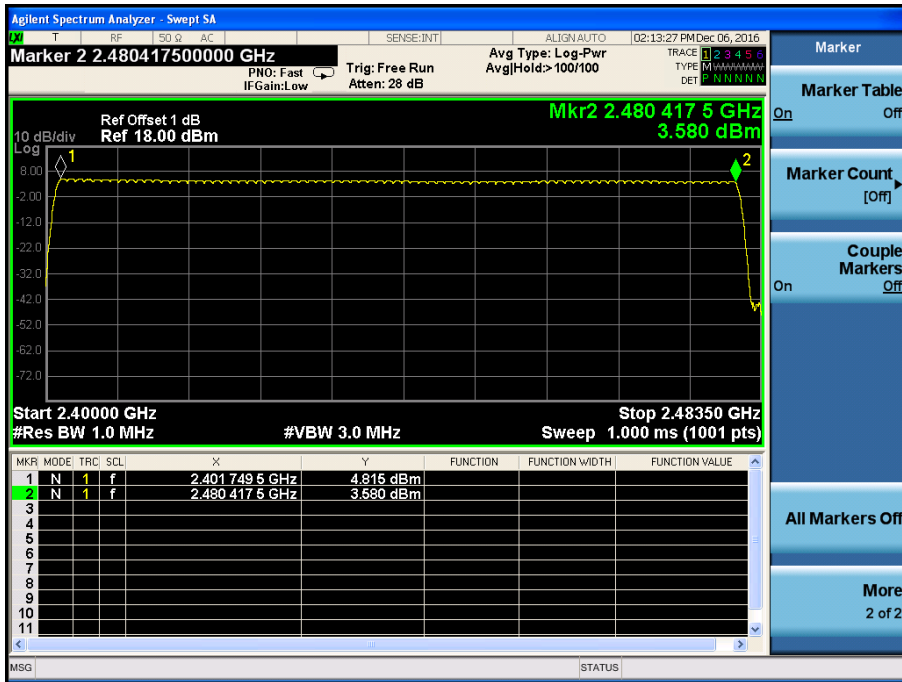 Agilent Spectrum Analyzer - Swept SA
LXI T RF 50 Ω AC SENSE:INT ALIGNAUTO 02:13:27 PM Dec 06, 2016
Marker 2 2.480417500000 GHz
PNO: Fast
IFGain:Low
Trig: Free Run
Atten: 28 dB
Avg Type: Log-Pwr
Avg|Hold:>100/100
TRACE 1 2 3 4 5 6
TYPE M WWWWW
DET P N N N N N
Mkr2 2.480 417 5 GHz
3.580 dBm
Ref Offset 1 dB
10 dB/div Ref 18.00 dBm
Log
1
2
8.00
-2.00
-12.0
-22.0
-32.0
-42.0
-52.0
-62.0
-72.0
Start 2.40000 GHz Stop 2.48350 GHz
#Res BW 1.0 MHz #VBW 3.0 MHz Sweep 1.000 ms (1001 pts)
MKR MODE TRC SCL X Y FUNCTION FUNCTION WIDTH FUNCTION VALUE
1 N 1 f 2.401 749 5 GHz 4.815 dBm
2 N 1 f 2.480 417 5 GHz 3.580 dBm
3
4
5
6
7
8
9
10
11
MSG STATUS
Marker
Marker Table
On Off
Marker Count
[Off]
Couple
Markers
On Off
All Markers Off
More
2 of 2